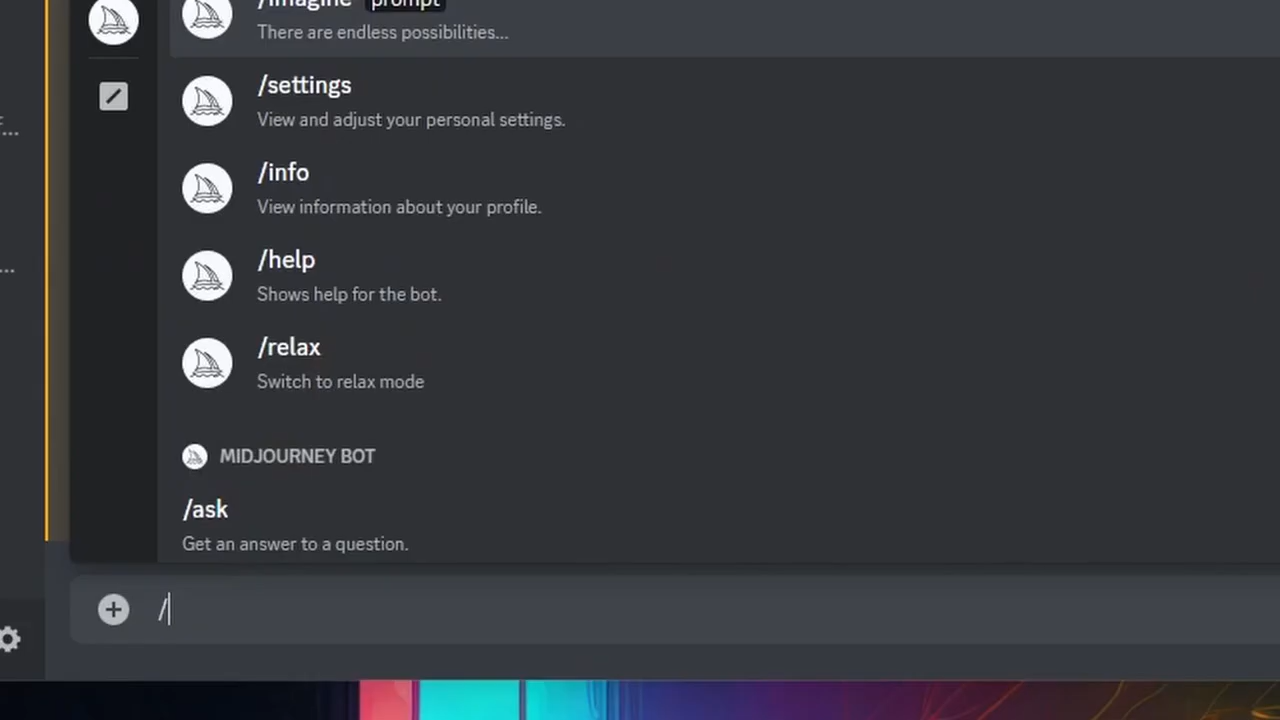 /imagine prompt
There are endless possibilities...
/settings
View and adjust your personal settings.
/info
View information about your profile.
/help
Shows help for the bot.
/relax
Switch to relax mode
MIDJOURNEY BOT
/ask
Get an answer to a question.
/